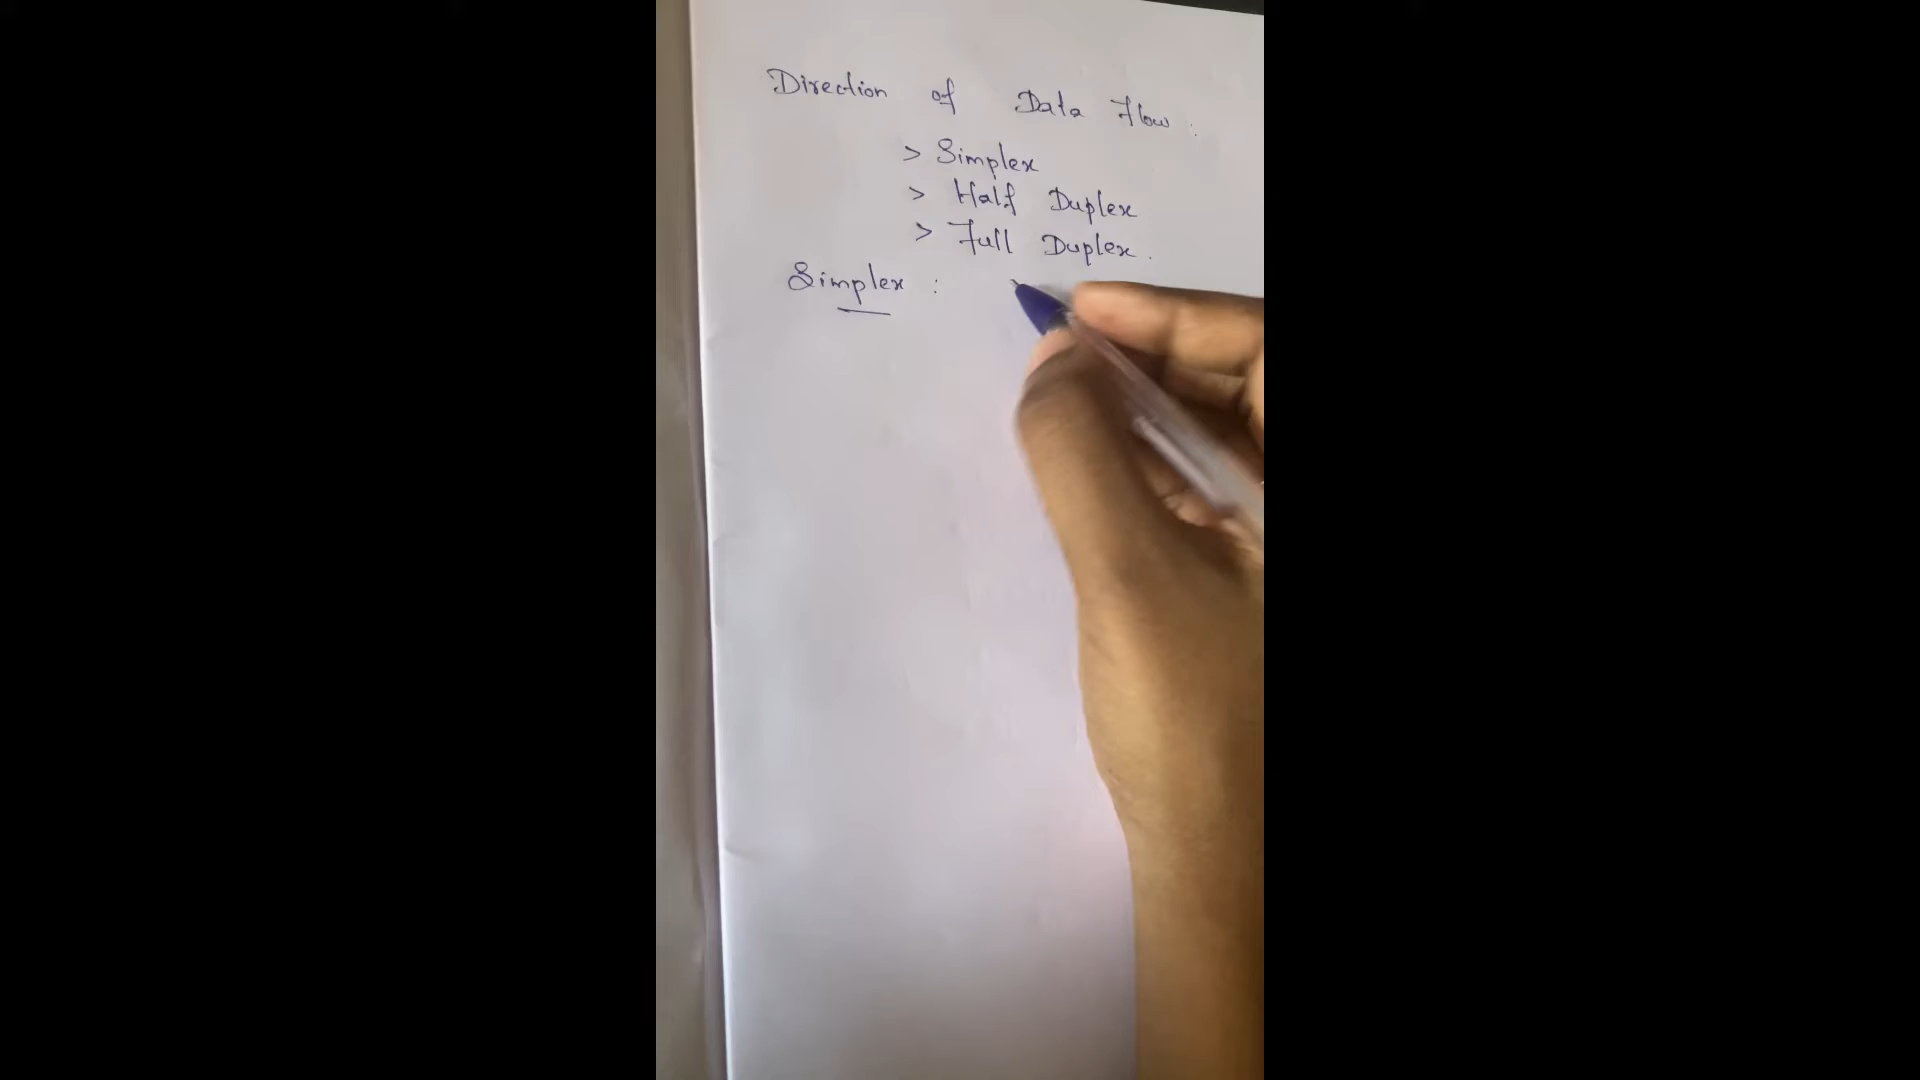 Direction of Data Flow :
> Simplex
> Half Duplex
> Full Duplex.
Simplex :